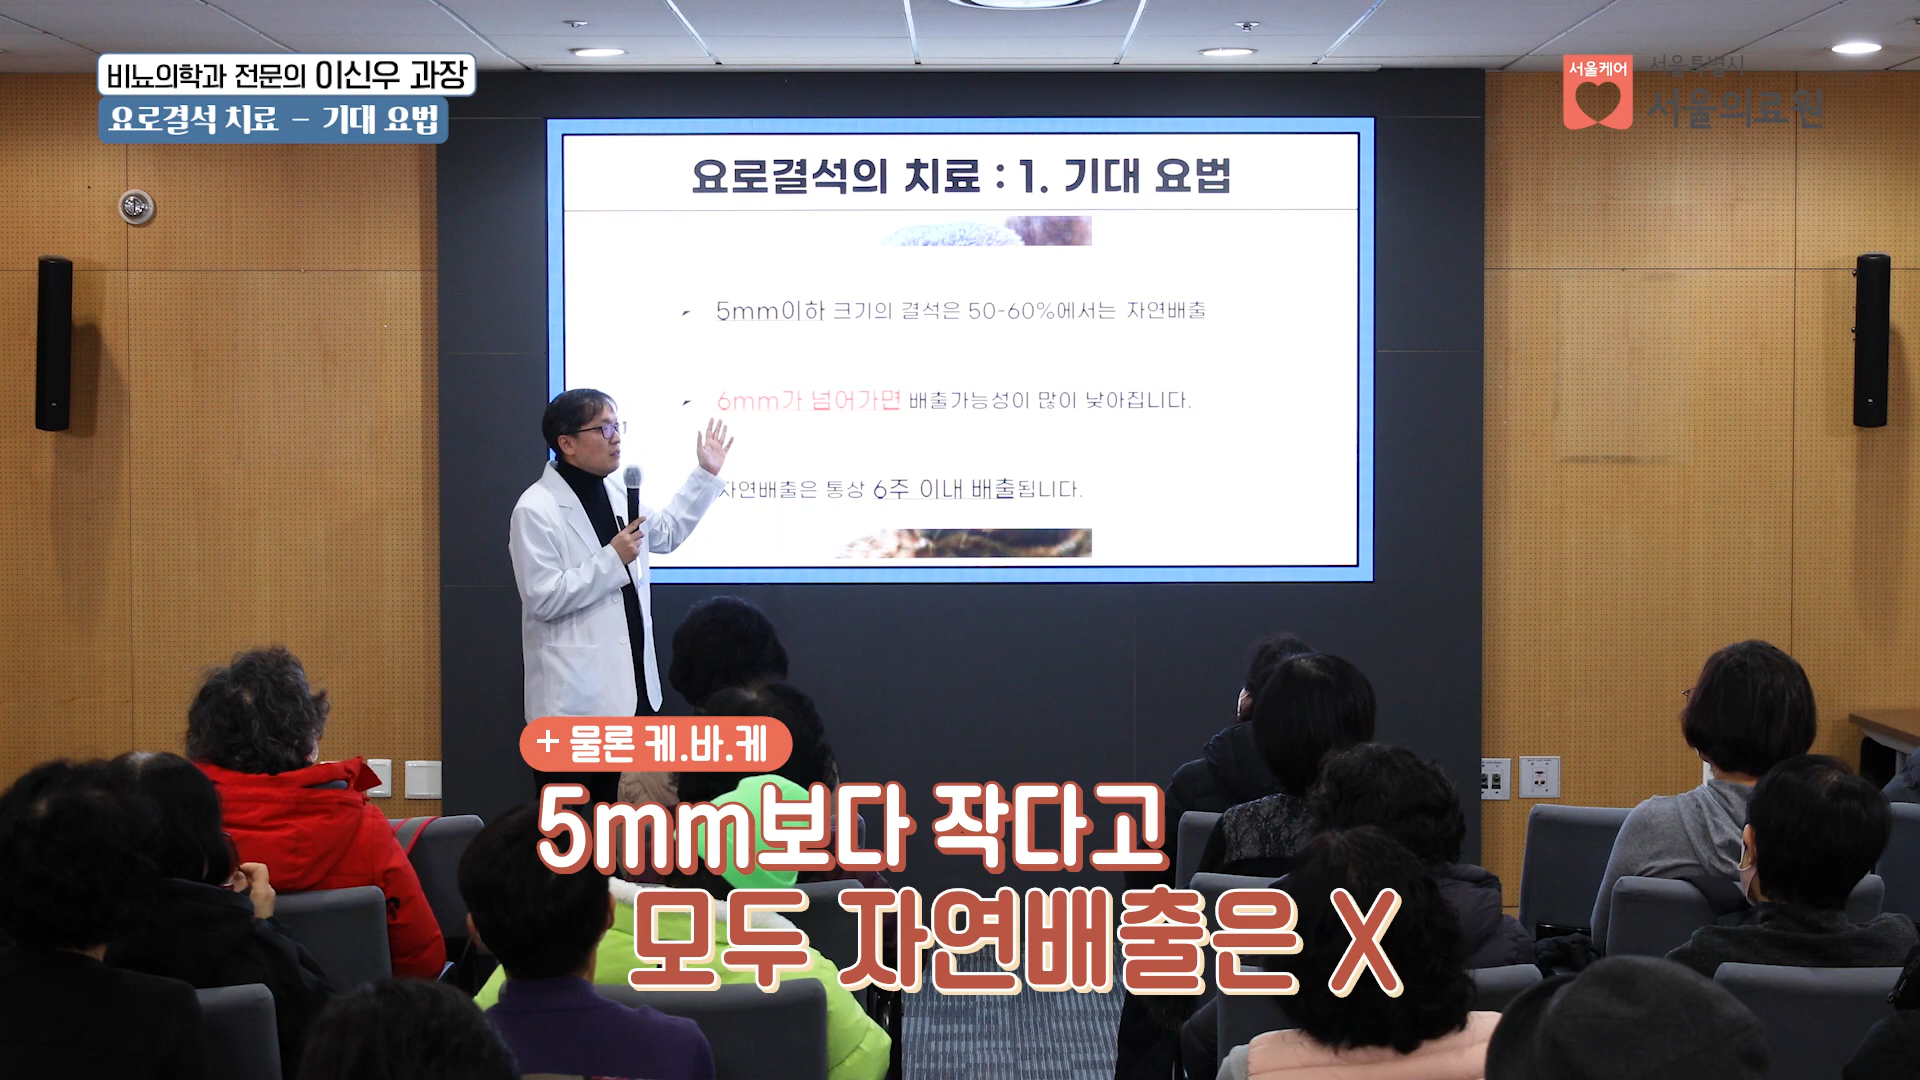 비뇨의학과 전문의 이신우 과장
요로결석 치료 - 기대 요법
서울케어
서울특별시
서울의료원
요로결석의 치료 : 1. 기대 요법
5mm이하 크기의 결석은 50-60%에서는 자연배출
6mm가 넘어가면 배출가능성이 많이 낮아집니다.
자연배출은 통상 6주 이내 배출됩니다.
+ 물론 케.바.케
5mm보다 작다고
모두 자연배출은 X